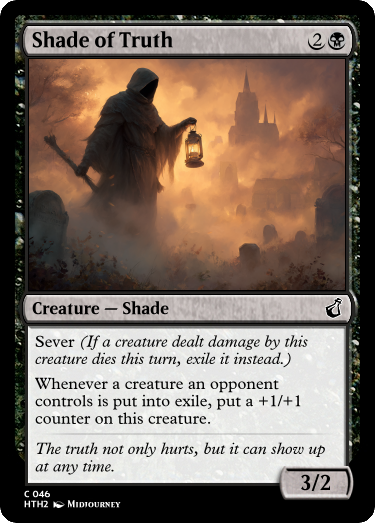 Shade of Truth 2
Creature — Shade
Sever (If a creature dealt damage by this
creature dies this turn, exile it instead.)
Whenever a creature an opponent
controls is put into exile, put a +1/+1
counter on this creature.
The truth not only hurts, but it can show up
at any time.
3/2
C 046
HTH2 Midjourney